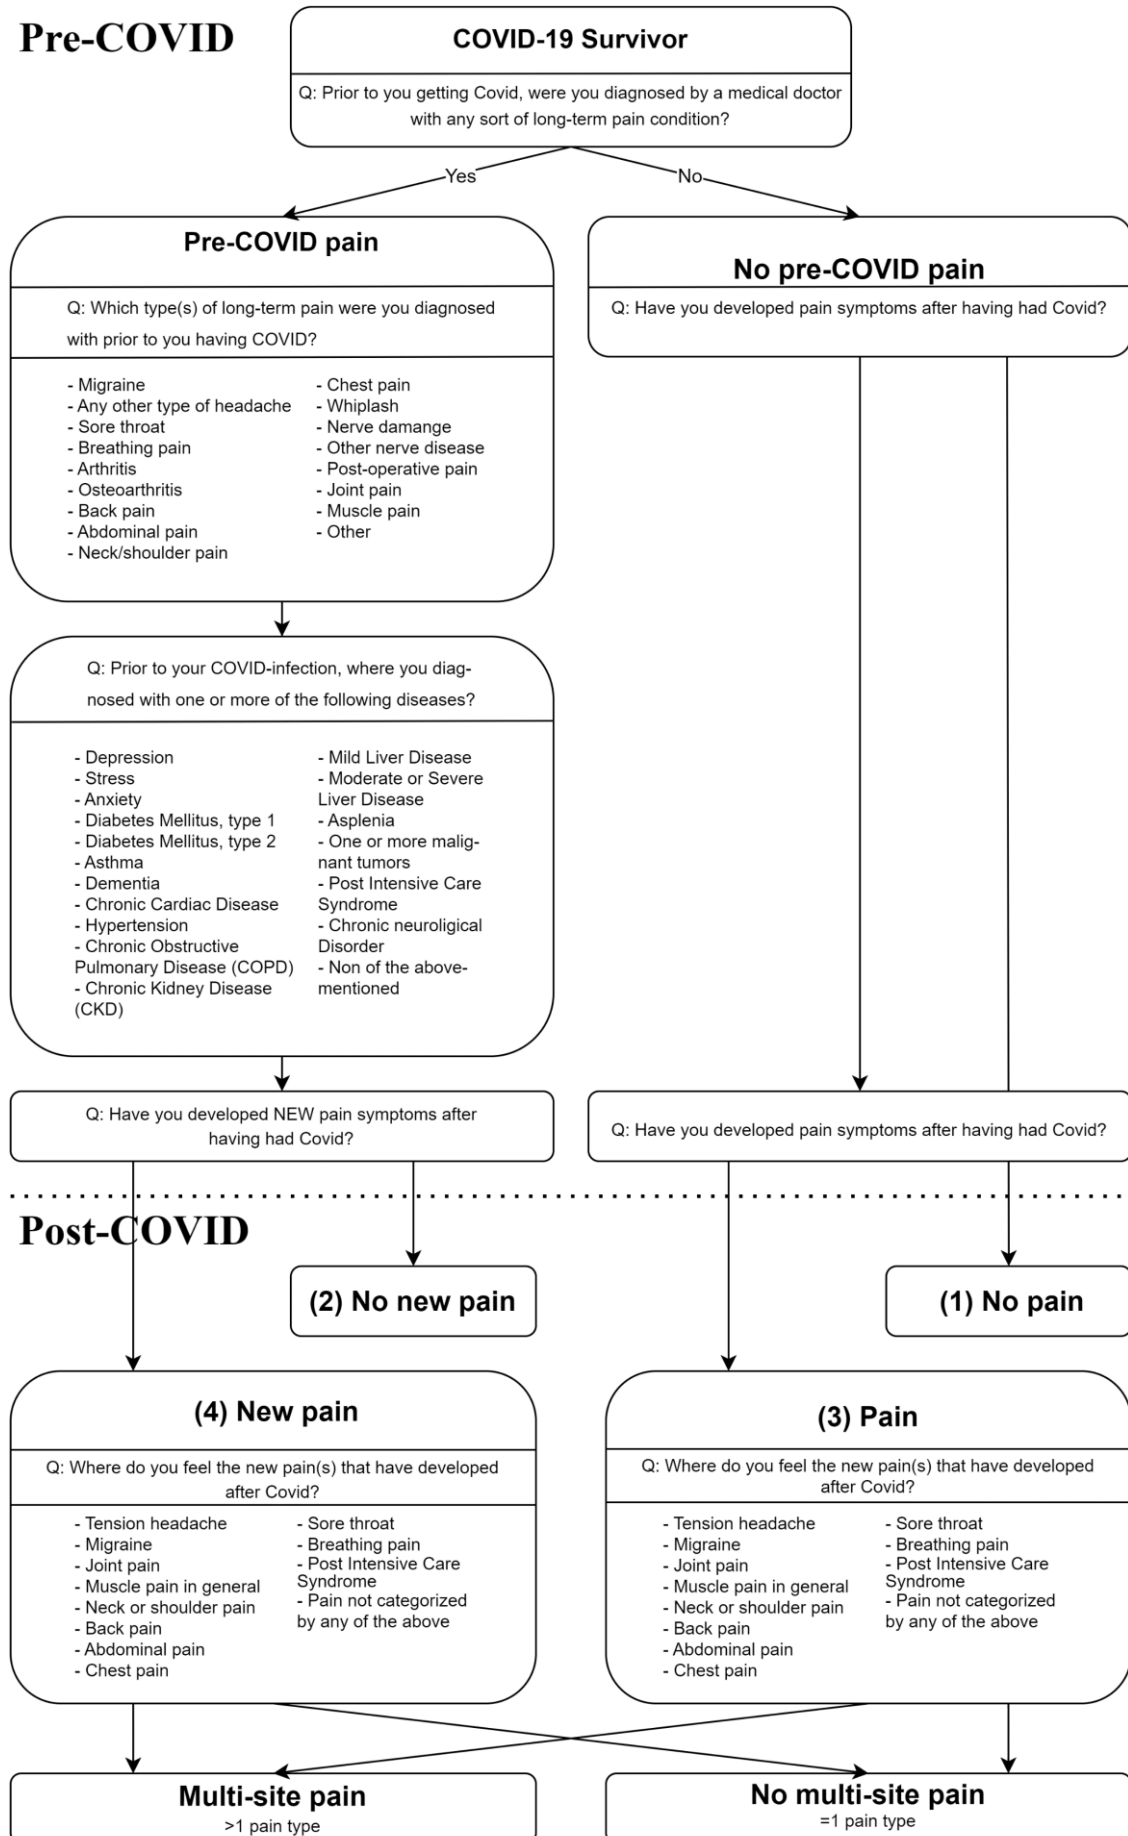 Pre-COVID
COVID-19 Survivor
Q: Prior to you getting Covid, were you diagnosed by a medical doctor
with any sort of long-term pain condition?
Yes
No
Pre-COVID pain
Q: Which type(s) of long-term pain were you diagnosed
with prior to you having COVID?
- Migraine
- Any other type of headache
- Sore throat
- Breathing pain
- Arthritis
- Osteoarthritis
- Back pain
- Abdominal pain
- Neck/shoulder pain
- Chest pain
- Whiplash
- Nerve damange
- Other nerve disease
- Post-operative pain
- Joint pain
- Muscle pain
- Other
No pre-COVID pain
Q: Have you developed pain symptoms after having had Covid?
Q: Prior to your COVID-infection, where you diag-
nosed with one or more of the following diseases?
- Depression
- Stress
- Anxiety
- Diabetes Mellitus, type 1
- Diabetes Mellitus, type 2
- Asthma
- Dementia
- Chronic Cardiac Disease
- Hypertension
- Chronic Obstructive
Pulmonary Disease (COPD)
- Chronic Kidney Disease
(CKD)
- Mild Liver Disease
- Moderate or Severe
Liver Disease
- Asplenia
- One or more malig-
nant tumors
- Post Intensive Care
Syndrome
- Chronic neuroligical
Disorder
- Non of the above-
mentioned
Q: Have you developed NEW pain symptoms after
having had Covid?
Q: Have you developed pain symptoms after having had Covid?
Post-COVID
(2) No new pain
(1) No pain
(4) New pain
Q: Where do you feel the new pain(s) that have developed
after Covid?
- Tension headache
- Migraine
- Joint pain
- Muscle pain in general
- Neck or shoulder pain
- Back pain
- Abdominal pain
- Chest pain
- Sore throat
- Breathing pain
- Post Intensive Care
Syndrome
- Pain not categorized
by any of the above
(3) Pain
Q: Where do you feel the new pain(s) that have developed
after Covid?
- Tension headache
- Migraine
- Joint pain
- Muscle pain in general
- Neck or shoulder pain
- Back pain
- Abdominal pain
- Chest pain
- Sore throat
- Breathing pain
- Post Intensive Care
Syndrome
- Pain not categorized
by any of the above
Multi-site pain
>1 pain type
No multi-site pain
=1 pain type